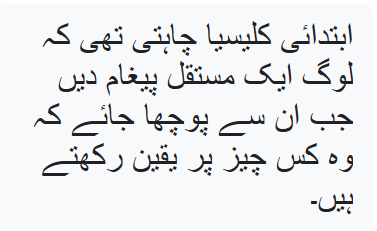 ابتدائی کلیسیا چاہتی تھی کہ
لوگ ایک مستقل پیغام دیں
جب ان سے پوچھا جائے کہ
وہ کس چیز پر یقین رکھتے
ہیں۔